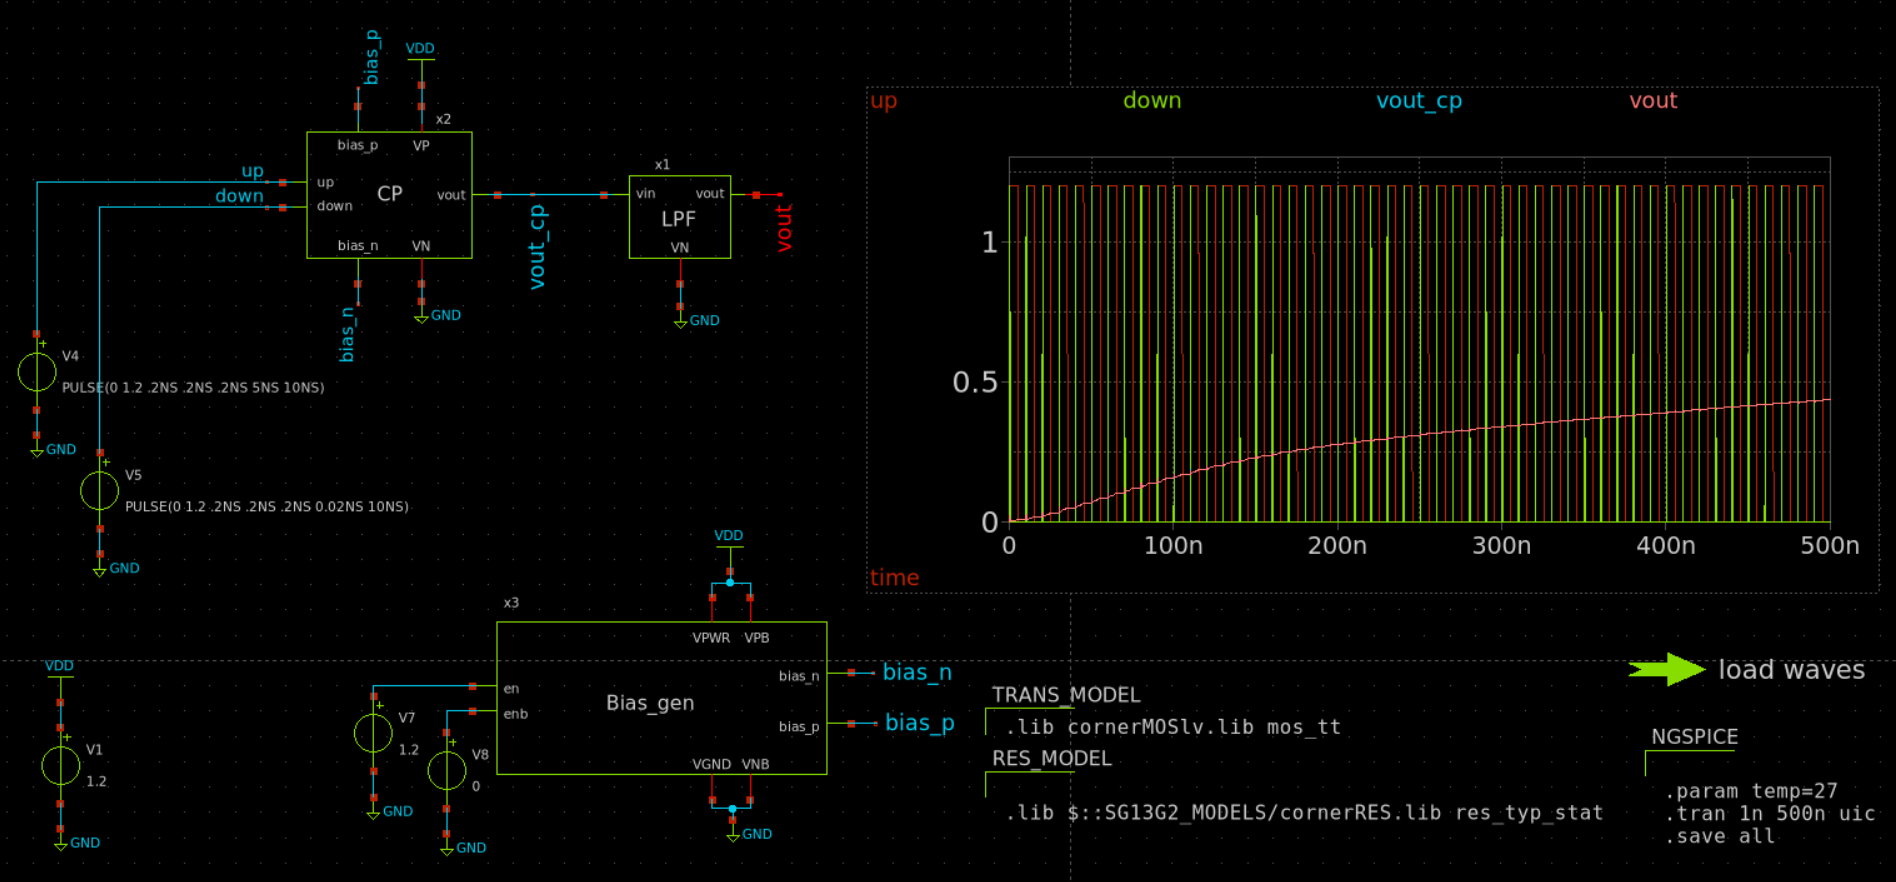 bias_p
VDD
x2
bias_p
VP
up
up
down
down
CP
vout
bias_n
VN
bias_n
GND
vout_cp
x1
vin
vout
LPF
VN
GND
vout
V4
PULSE(0 1.2 .2NS .2NS .2NS 5NS 10NS)
GND
V5
PULSE(0 1.2 .2NS .2NS .2NS 0.02NS 10NS)
GND
up down vout_cp vout
1
0.5
0
0 100n 200n 300n 400n 500n
time
VDD
x3
VPWR VPB
en
enb
Bias_gen
bias_n
bias_p
VGND VNB
GND
bias_n
bias_p
VDD
V1
1.2
GND
V7
1.2
GND
V8
0
GND
TRANS_MODEL
.lib cornerMOSlv.lib mos_tt
RES_MODEL
.lib $::SG13G2_MODELS/cornerRES.lib res_typ_stat
load waves
NGSPICE
.param temp=27
.tran 1n 500n uic
.save all